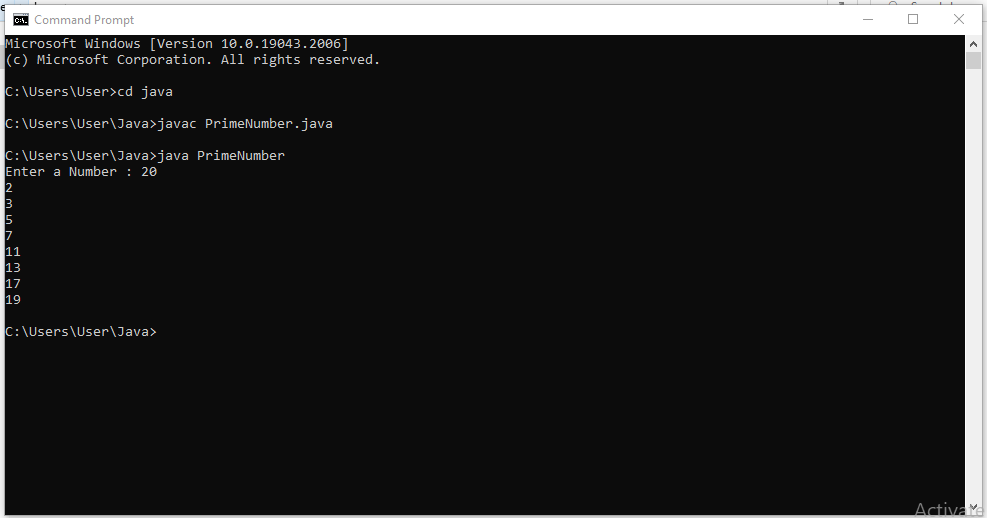 Command Prompt
Microsoft Windows [Version 10.0.19043.2006]
(c) Microsoft Corporation. All rights reserved.
C:\Users\User>cd java
C:\Users\User\Java>javac PrimeNumber.java
C:\Users\User\Java>java PrimeNumber
Enter a Number : 20
2
3
5
7
11
13
17
19
C:\Users\User\Java>
Activate